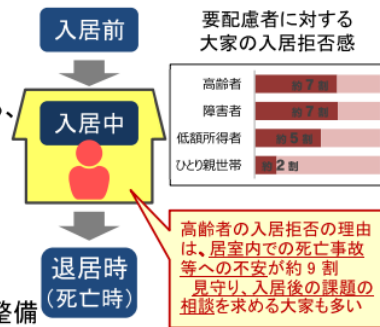 入居前
入居中
退居時
(死亡時)
、
整備
要配慮者に対する
大家の入居拒否感
高齢者 約7割
障害者 約7割
低額所得者 約5割
ひとり親世帯 約2割
高齢者の入居拒否の理由
は、居室内での死亡事故
等への不安が約9割
見守り、入居後の課題の
相談を求める大家も多い